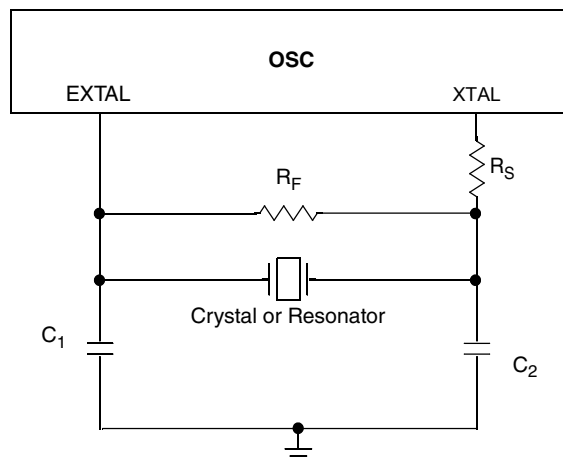 OSC
EXTAL
XTAL
R_S
R_F
Crystal or Resonator
C_1
C_2